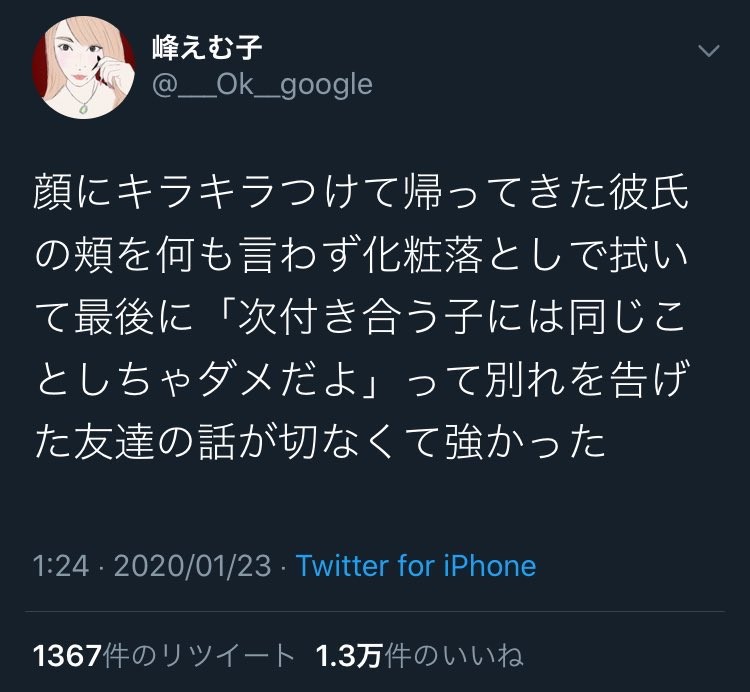 峰えむ子
@___Ok__google
顔にキラキラつけて帰ってきた彼氏
の頬を何も言わず化粧落としで拭い
て最後に「次付き合う子には同じこ
としちゃダメだよ」って別れを告げ
た友達の話が切なくて強かった
1:24 · 2020/01/23 · Twitter for iPhone
1367件のリツイート 1.3万件のいいね